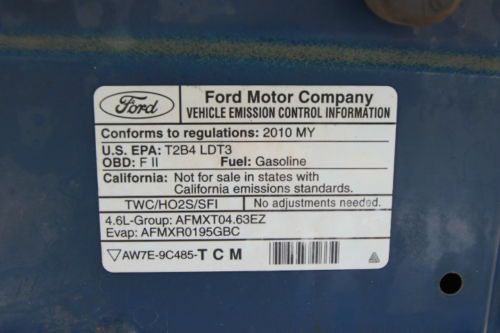 Ford
Ford Motor Company
VEHICLE EMISSION CONTROL INFORMATION
Conforms to regulations: 2010 MY
U.S. EPA: T2B4 LDT3
OBD: F II Fuel: Gasoline
California: Not for sale in states with
California emissions standards.
TWC/HO2S/SFI No adjustments needed.
4.6L-Group: AFMXT04.63EZ
Evap: AFMXR0195GBC
▽AW7E-9C485-T C M